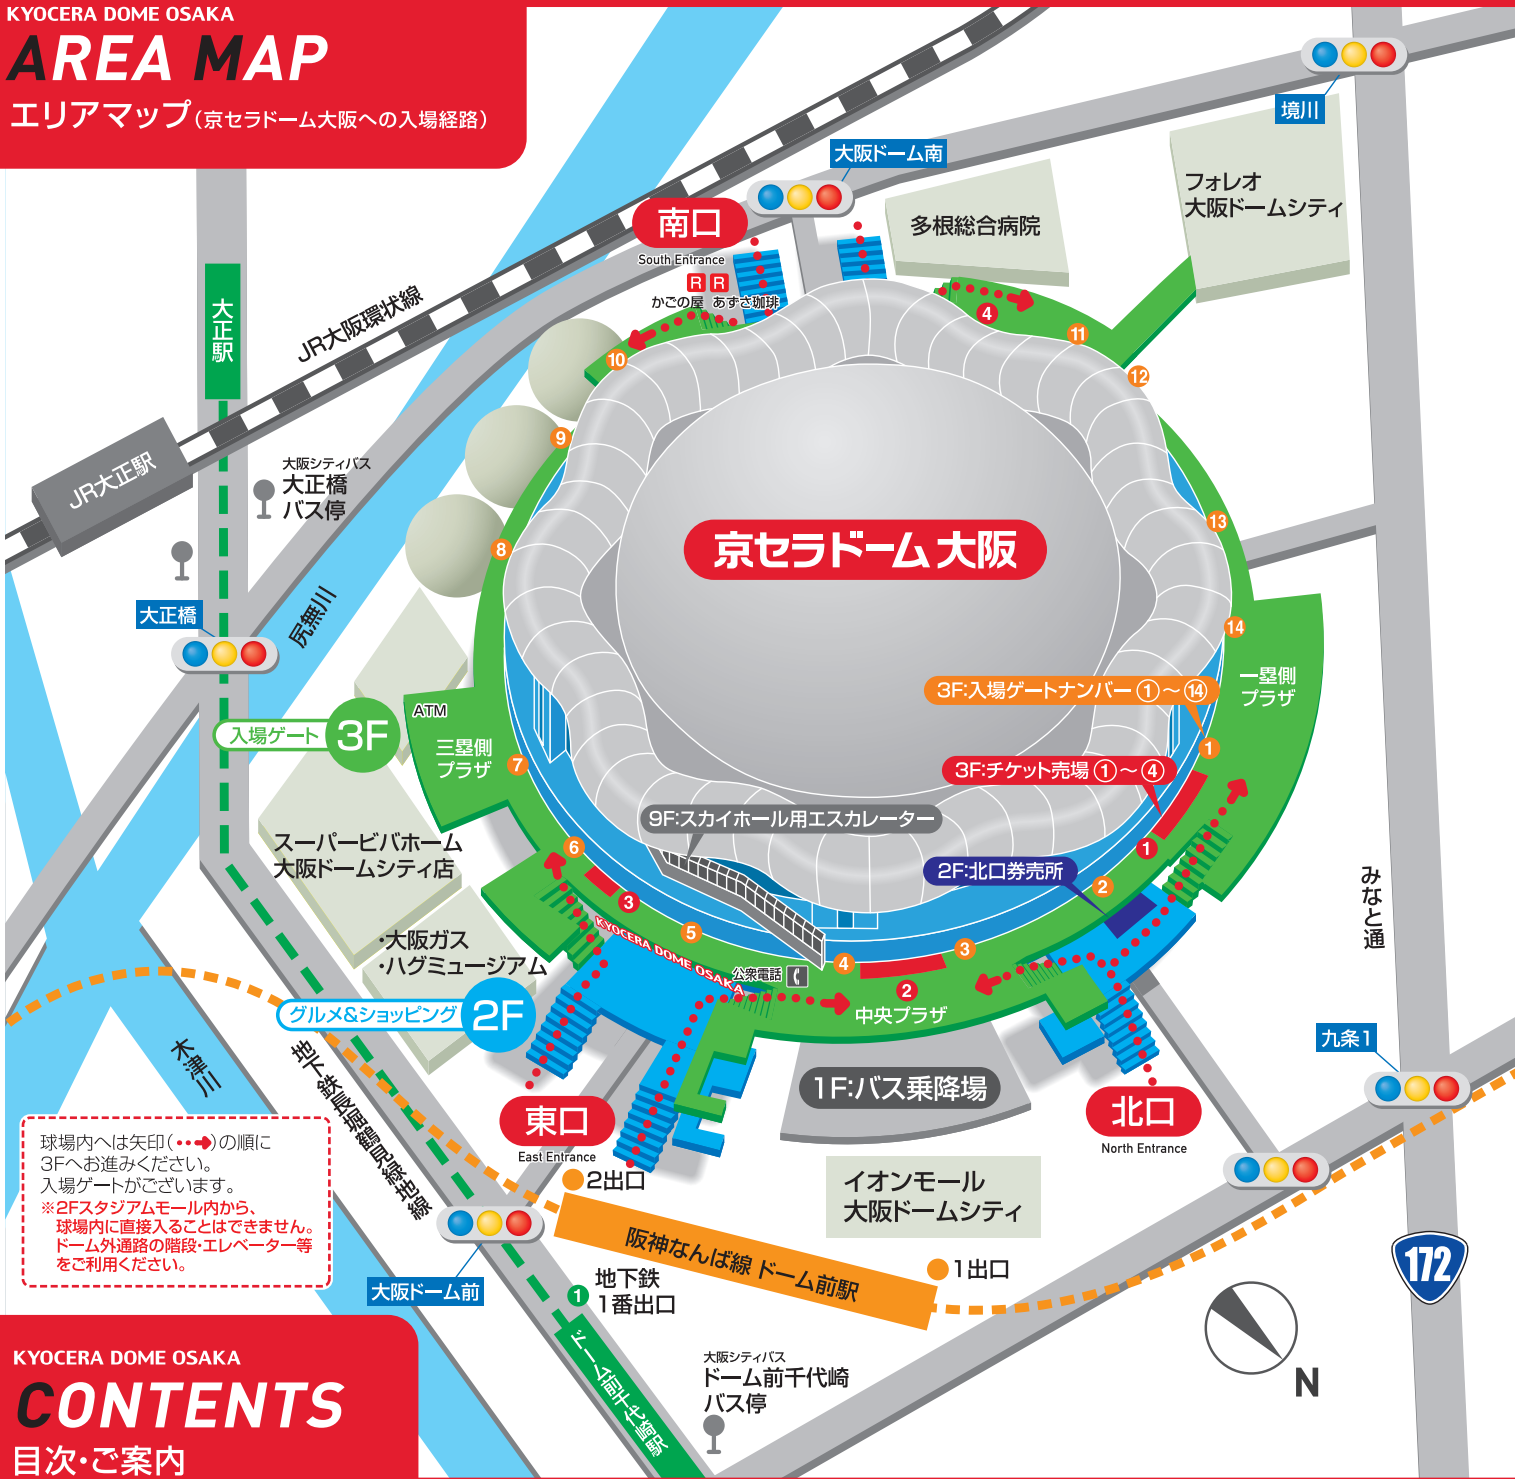 KYOCERA DOME OSAKA
AREA MAP
エリアマップ（京セラドーム大阪への入場経路）
境川
大阪ドーム南
フォレオ
大阪ドームシティ
多根総合病院
南口
South Entrance
R R
かごの屋 あずさ珈琲
大正駅
JR大阪環状線
JR大正駅
大阪シティバス
大正橋
バス停
大正橋
尻無川
4
11
12
10
9
8
13
14
京セラドーム 大阪
一塁側
プラザ
3F:入場ゲートナンバー①〜⑭
1
3F:チケット売場①〜④
1
2F:北口券売所
2
9F:スカイホール用エスカレーター
ATM
三塁側
プラザ
7
入場ゲート 3F
スーパービバホーム
大阪ドームシティ店
6
3
5
KYOCERA DOME OSAKA
公衆電話
4
3
2
中央プラザ
・大阪ガス
・ハグミュージアム
グルメ&ショッピング 2F
みなと通
九条1
1F:バス乗降場
北口
North Entrance
東口
East Entrance
木津川
地下鉄長堀鶴見緑地線
球場内へは矢印( )の順に
3Fへお進みください。
入場ゲートがございます。
※2Fスタジアムモール内から、
球場内に直接入ることはできません。
ドーム外通路の階段・エレベーター等
をご利用ください。
2出口
イオンモール
大阪ドームシティ
阪神なんば線 ドーム前駅
1出口
大阪ドーム前
1
地下鉄
1番出口
ドーム前千代崎駅
大阪シティバス
ドーム前千代崎
バス停
172
N
KYOCERA DOME OSAKA
CONTENTS
目次・ご案内